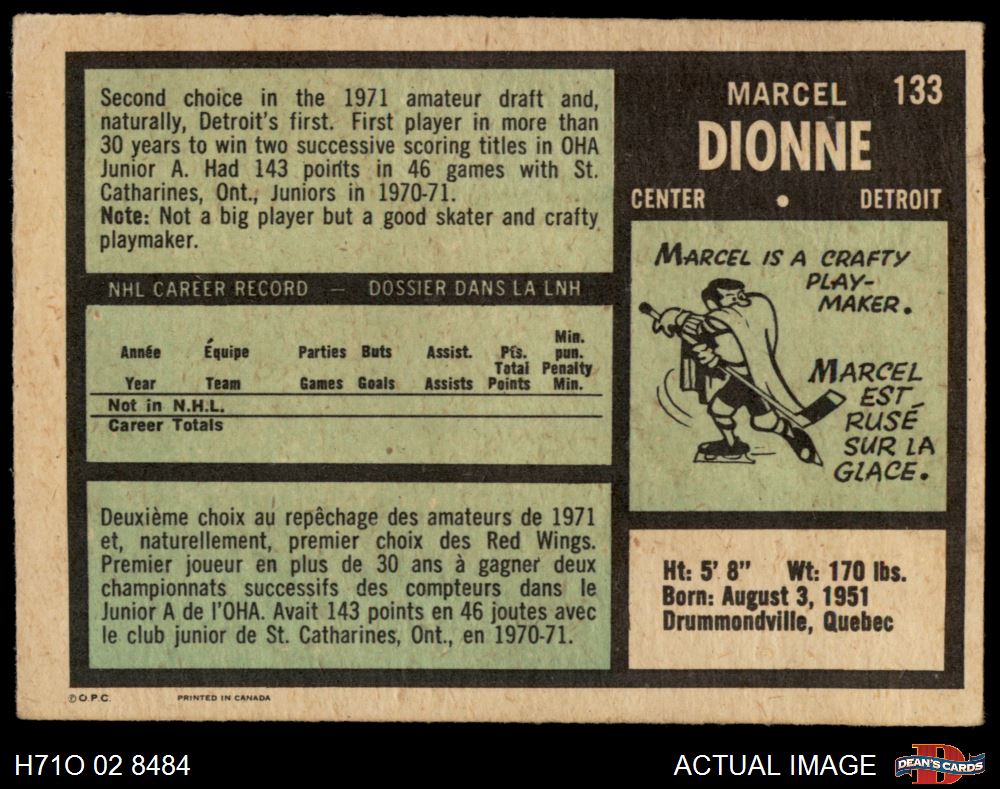 Second choice in the 1971 amateur draft and,
naturally, Detroit's first. First player in more than
30 years to win two successive scoring titles in OHA
Junior A. Had 143 points in 46 games with St.
Catharines, Ont., Juniors in 1970-71.
Note: Not a big player but a good skater and crafty
playmaker.
MARCEL 133
DIONNE
CENTER • DETROIT
MARCEL IS A CRAFTY
PLAY-
MAKER.
MARCEL
EST
RUSÉ
SUR LA
GLACE.
NHL CAREER RECORD — DOSSIER DANS LA LNH
Année Équipe Parties Buts Assist. Pts. Min. pun.
Year Team Games Goals Assists Total Points Penalty Min.
Not in N.H.L.
Career Totals
Deuxième choix au repêchage des amateurs de 1971
et, naturellement, premier choix des Red Wings.
Premier joueur en plus de 30 ans à gagner deux
championnats successifs des compteurs dans le
Junior A de l'OHA. Avait 143 points en 46 joutes avec
le club junior de St. Catharines, Ont., en 1970-71.
Ht: 5' 8" Wt: 170 lbs.
Born: August 3, 1951
Drummondville, Quebec
© O.P.C. PRINTED IN CANADA
H71O 02 8484 ACTUAL IMAGE DEAN'S CARDS